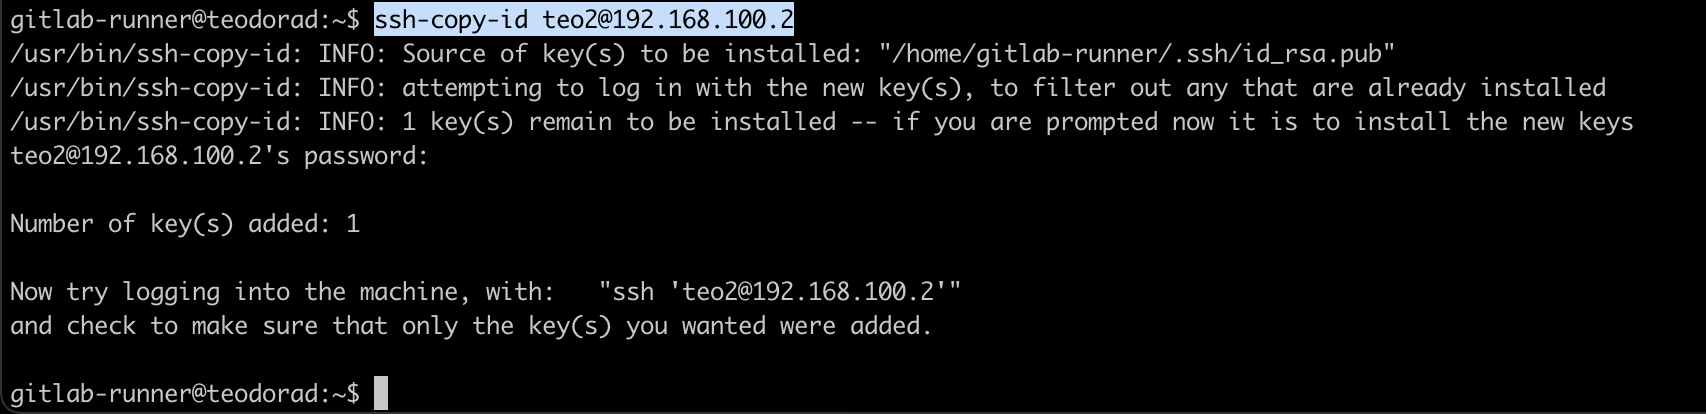 gitlab-runner@teodorad:~$ ssh-copy-id teo2@192.168.100.2
/usr/bin/ssh-copy-id: INFO: Source of key(s) to be installed: "/home/gitlab-runner/.ssh/id_rsa.pub"
/usr/bin/ssh-copy-id: INFO: attempting to log in with the new key(s), to filter out any that are already installed
/usr/bin/ssh-copy-id: INFO: 1 key(s) remain to be installed -- if you are prompted now it is to install the new keys
teo2@192.168.100.2's password:
Number of key(s) added: 1
Now try logging into the machine, with:   "ssh 'teo2@192.168.100.2'"
and check to make sure that only the key(s) you wanted were added.
gitlab-runner@teodorad:~$